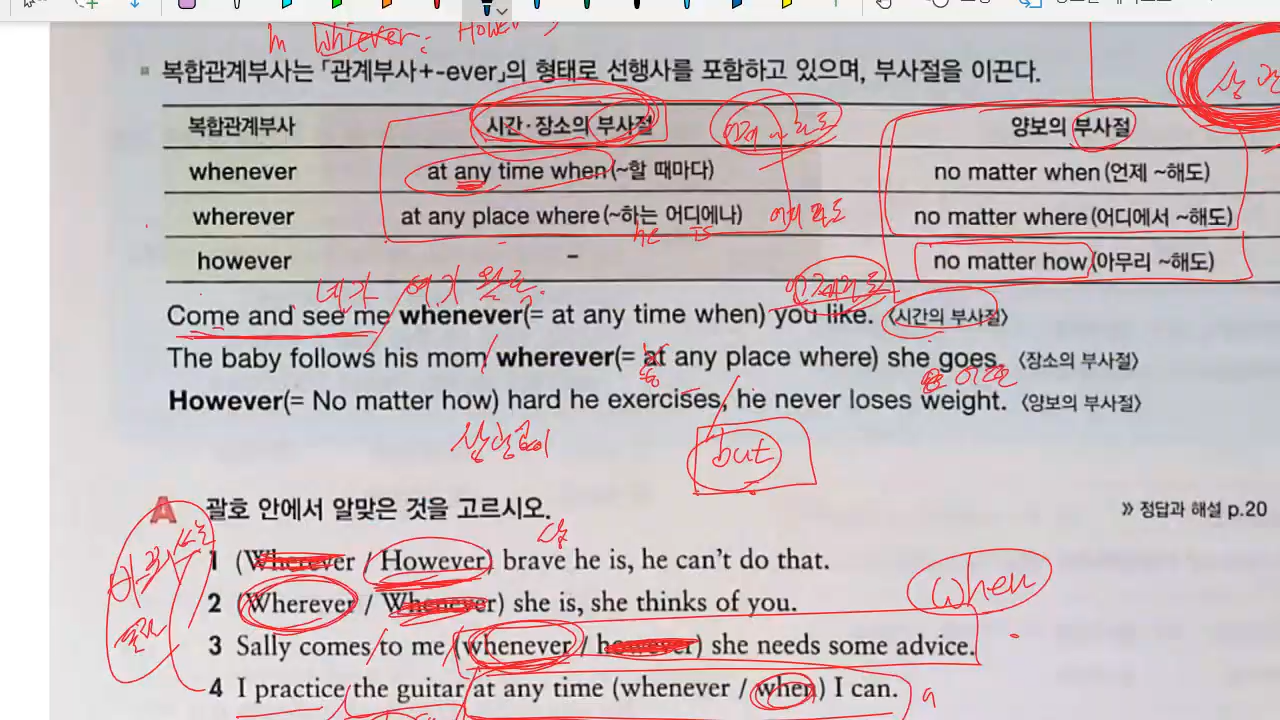 ▪ 복합관계부사는 「관계부사+-ever」의 형태로 선행사를 포함하고 있으며, 부사절을 이끈다.
복합관계부사 시간·장소의 부사절 양보의 부사절
whenever at any time when(~할 때마다) no matter when(언제 ~해도)
wherever at any place where(~하는 어디에나) no matter where(어디에서 ~해도)
he is
however – no matter how(아무리 ~해도)
Come and see me whenever(= at any time when) you like. 〈시간의 부사절〉
The baby follows his mom wherever(= at any place where) she goes. 〈장소의 부사절〉
However(= No matter how) hard he exercises, he never loses weight. 〈양보의 부사절〉
상관없이
but
A 괄호 안에서 알맞은 것을 고르시오. » 정답과 해설 p.20
1 (Wherever / However) brave he is, he can't do that.
when
2 (Wherever / Whenever) she is, she thinks of you.
3 Sally comes to me (whenever / however) she needs some advice.
4 I practice the guitar at any time (whenever / when) I can.